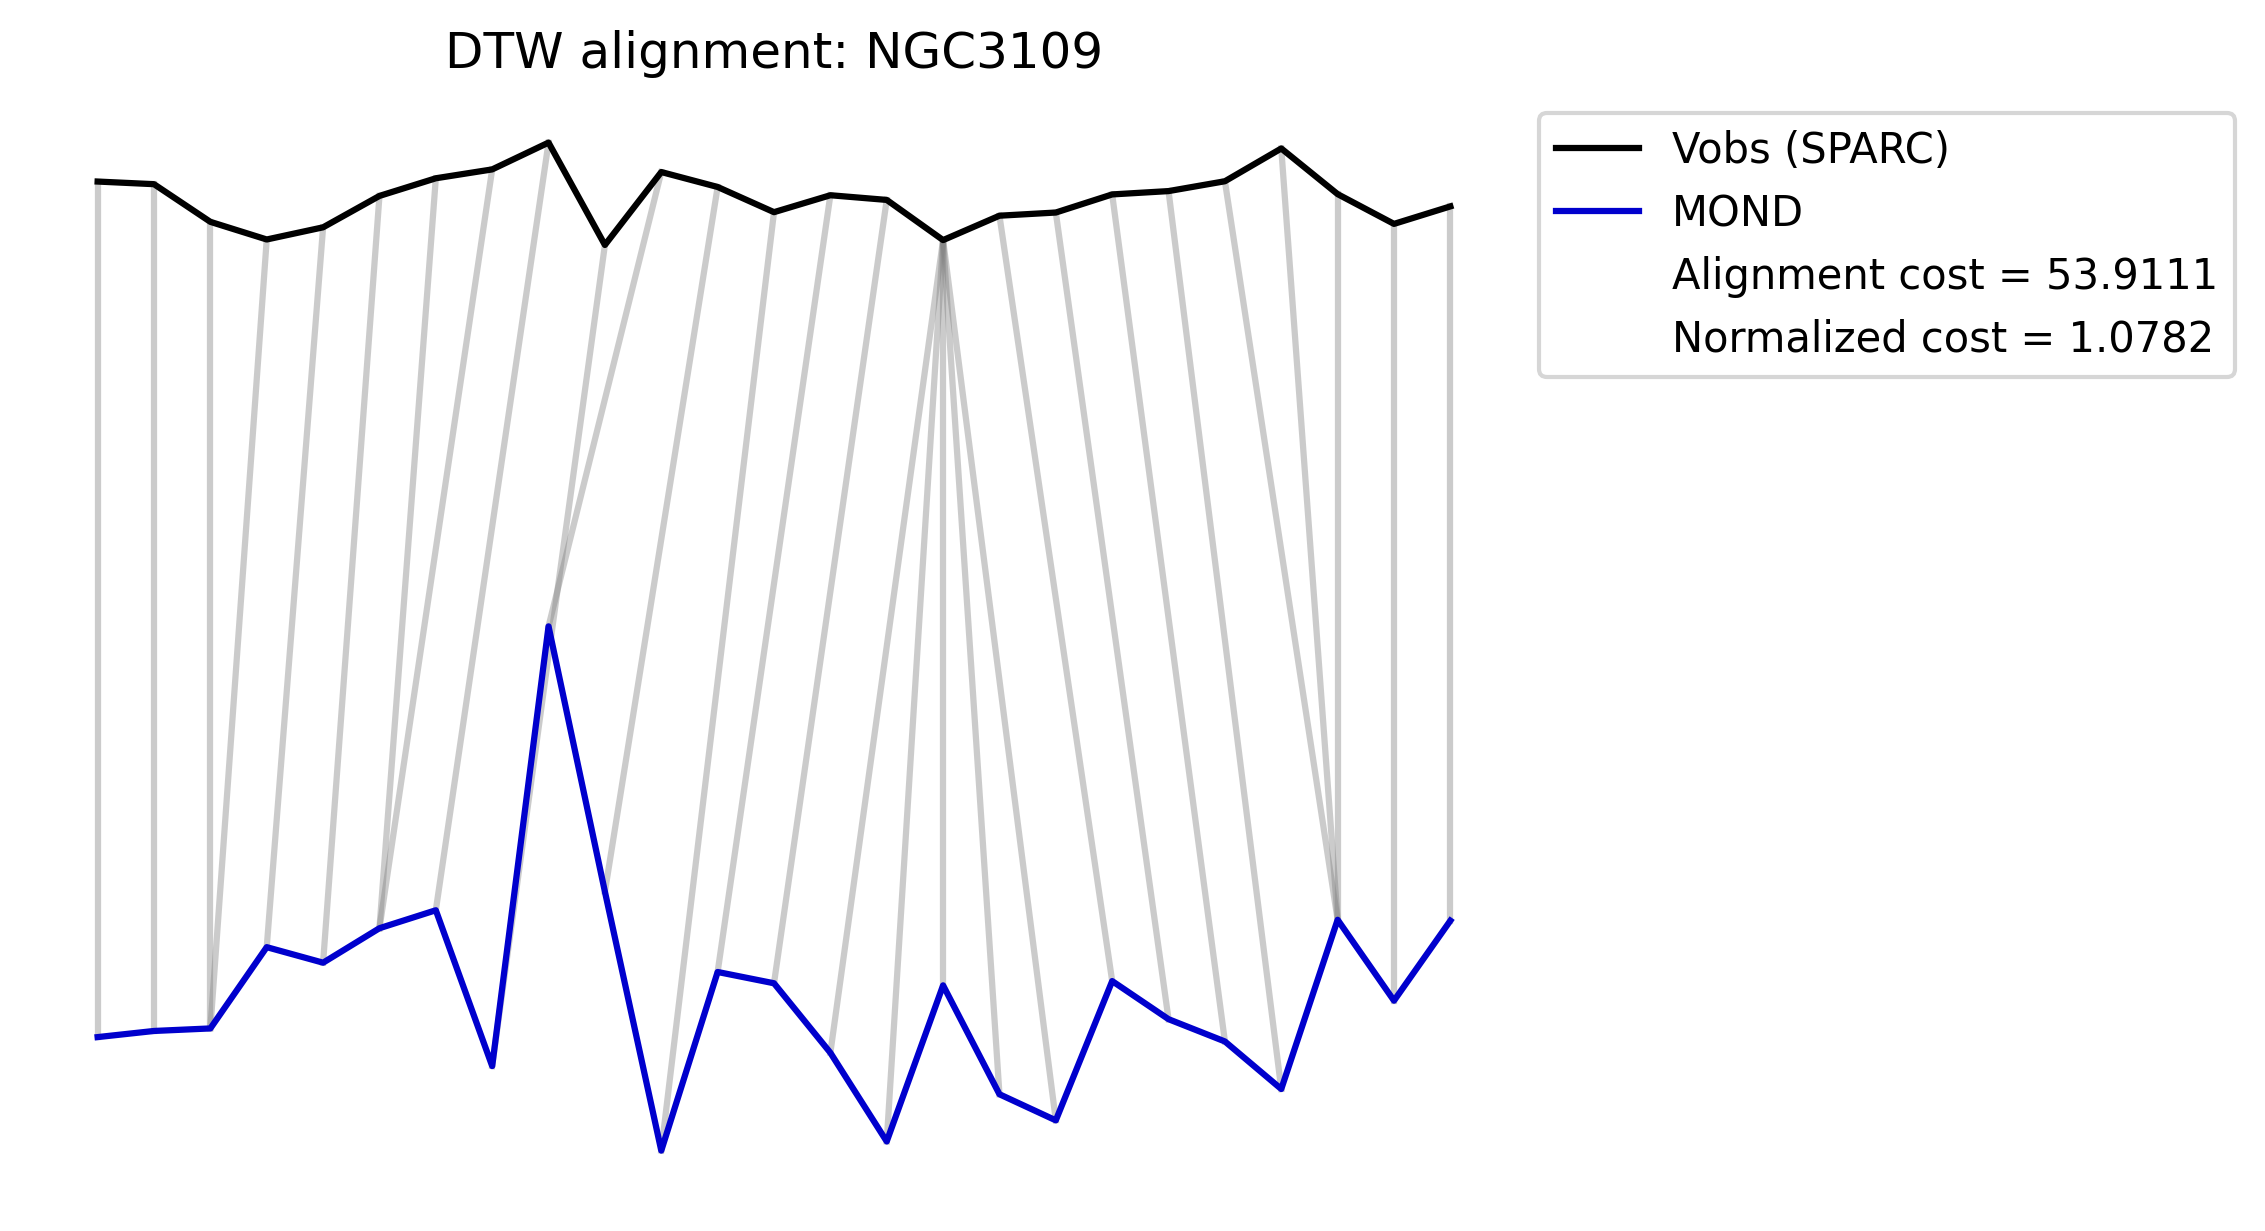 DTW alignment: NGC3109
Vobs (SPARC)
MOND
Alignment cost = 53.9111
Normalized cost = 1.0782